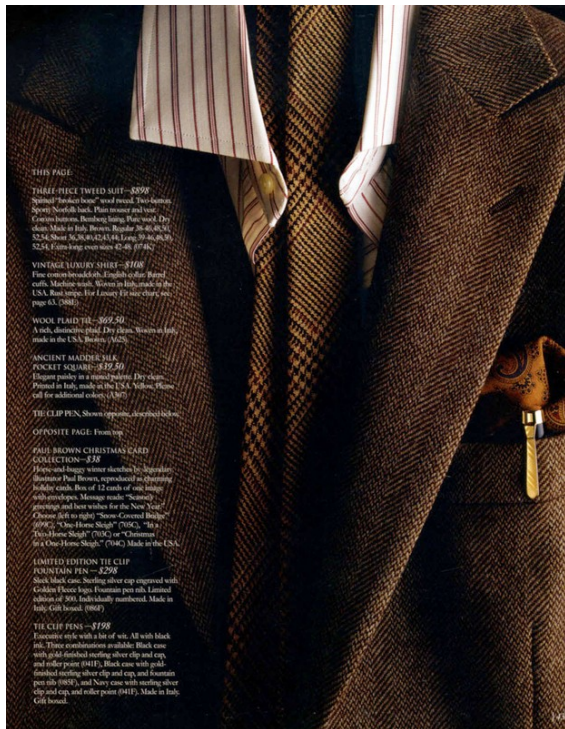 THIS PAGE:
THREE-PIECE TWEED SUIT—$898
Spirited "broken bone" wool tweed. Two-button.
Sporty Norfolk back. Plain trouser and vest.
buttons. Bemberg lining. Pure wool. Dry
clean. Made in Italy. Brown. Regular 38-46,48,50,
52,54, Short 36,38,40,42,43,44, Long 39-46,48,50,
52,54, Extra-long: even sizes 42-48. (074K)
VINTAGE LUXURY SHIRT—$108
Fine cotton broadcloth. English collar. Barrel
cuffs. Machine wash. Woven in Italy, made in the
USA. Rust stripe. For Luxury Fit size chart, see
page 63. (388E)
WOOL PLAID TIE—$69.50
A rich, distinctive plaid. Dry clean. Woven in Italy,
made in the USA. Brown. (A625)
ANCIENT MADDER SILK
POCKET SQUARE—$39.50
Elegant paisley in a muted palette. Dry clean.
Printed in Italy, made in the USA. Yellow. Please
call for additional colors. (A367)
TIE CLIP PEN, Shown opposite, described below.
OPPOSITE PAGE: From top
PAUL BROWN CHRISTMAS CARD
COLLECTION—$38
Horse-and-buggy winter sketches by legendary
illustrator Paul Brown, reproduced as charming
holiday cards. Box of 12 cards of one image
with envelopes. Message reads: "Season's
greetings and best wishes for the New Year."
Choose (left to right) "Snow-Covered Bridge"
(699C), "One-Horse Sleigh" (705C), "In a
Two-Horse Sleigh" (703C) or "Christmas
in a One-Horse Sleigh." (704C) Made in the USA.
LIMITED EDITION TIE CLIP
FOUNTAIN PEN—$298
Sleek black case. Sterling silver cap engraved with
Golden Fleece logo. Fountain pen nib. Limited
edition of 500. Individually numbered. Made in
Italy. Gift boxed. (086F)
TIE CLIP PENS—$198
Executive style with a bit of wit. All with black
ink. Three combinations available: Black case
with gold-finished sterling silver clip and cap,
and roller point (041F), Black case with gold-
finished sterling silver clip and cap, and fountain
pen nib (085F), and Navy case with sterling silver
clip and cap, and roller point (041F). Made in Italy.
Gift boxed.